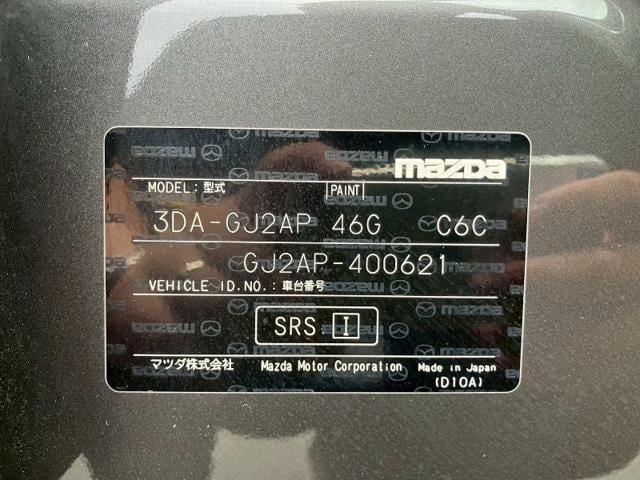 mazda
MODEL: 型式 PAINT
3DA-GJ2AP 46G C6C
GJ2AP-400621
VEHICLE ID.NO.: 車台番号
SRS I
マツダ株式会社 Mazda Motor Corporation Made in Japan
(D10A)